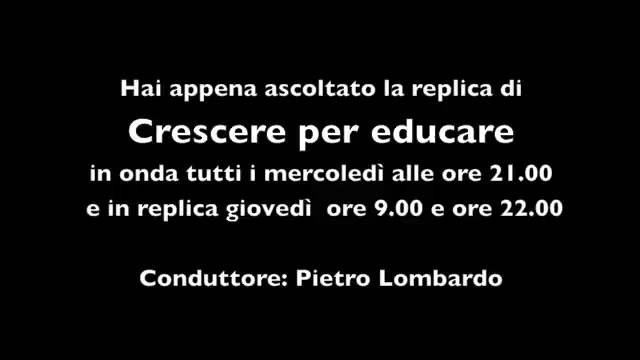 Hai appena ascoltato la replica di
Crescere per educare
in onda tutti i mercoledì alle ore 21.00
e in replica giovedì ore 9.00 e ore 22.00
Conduttore: Pietro Lombardo